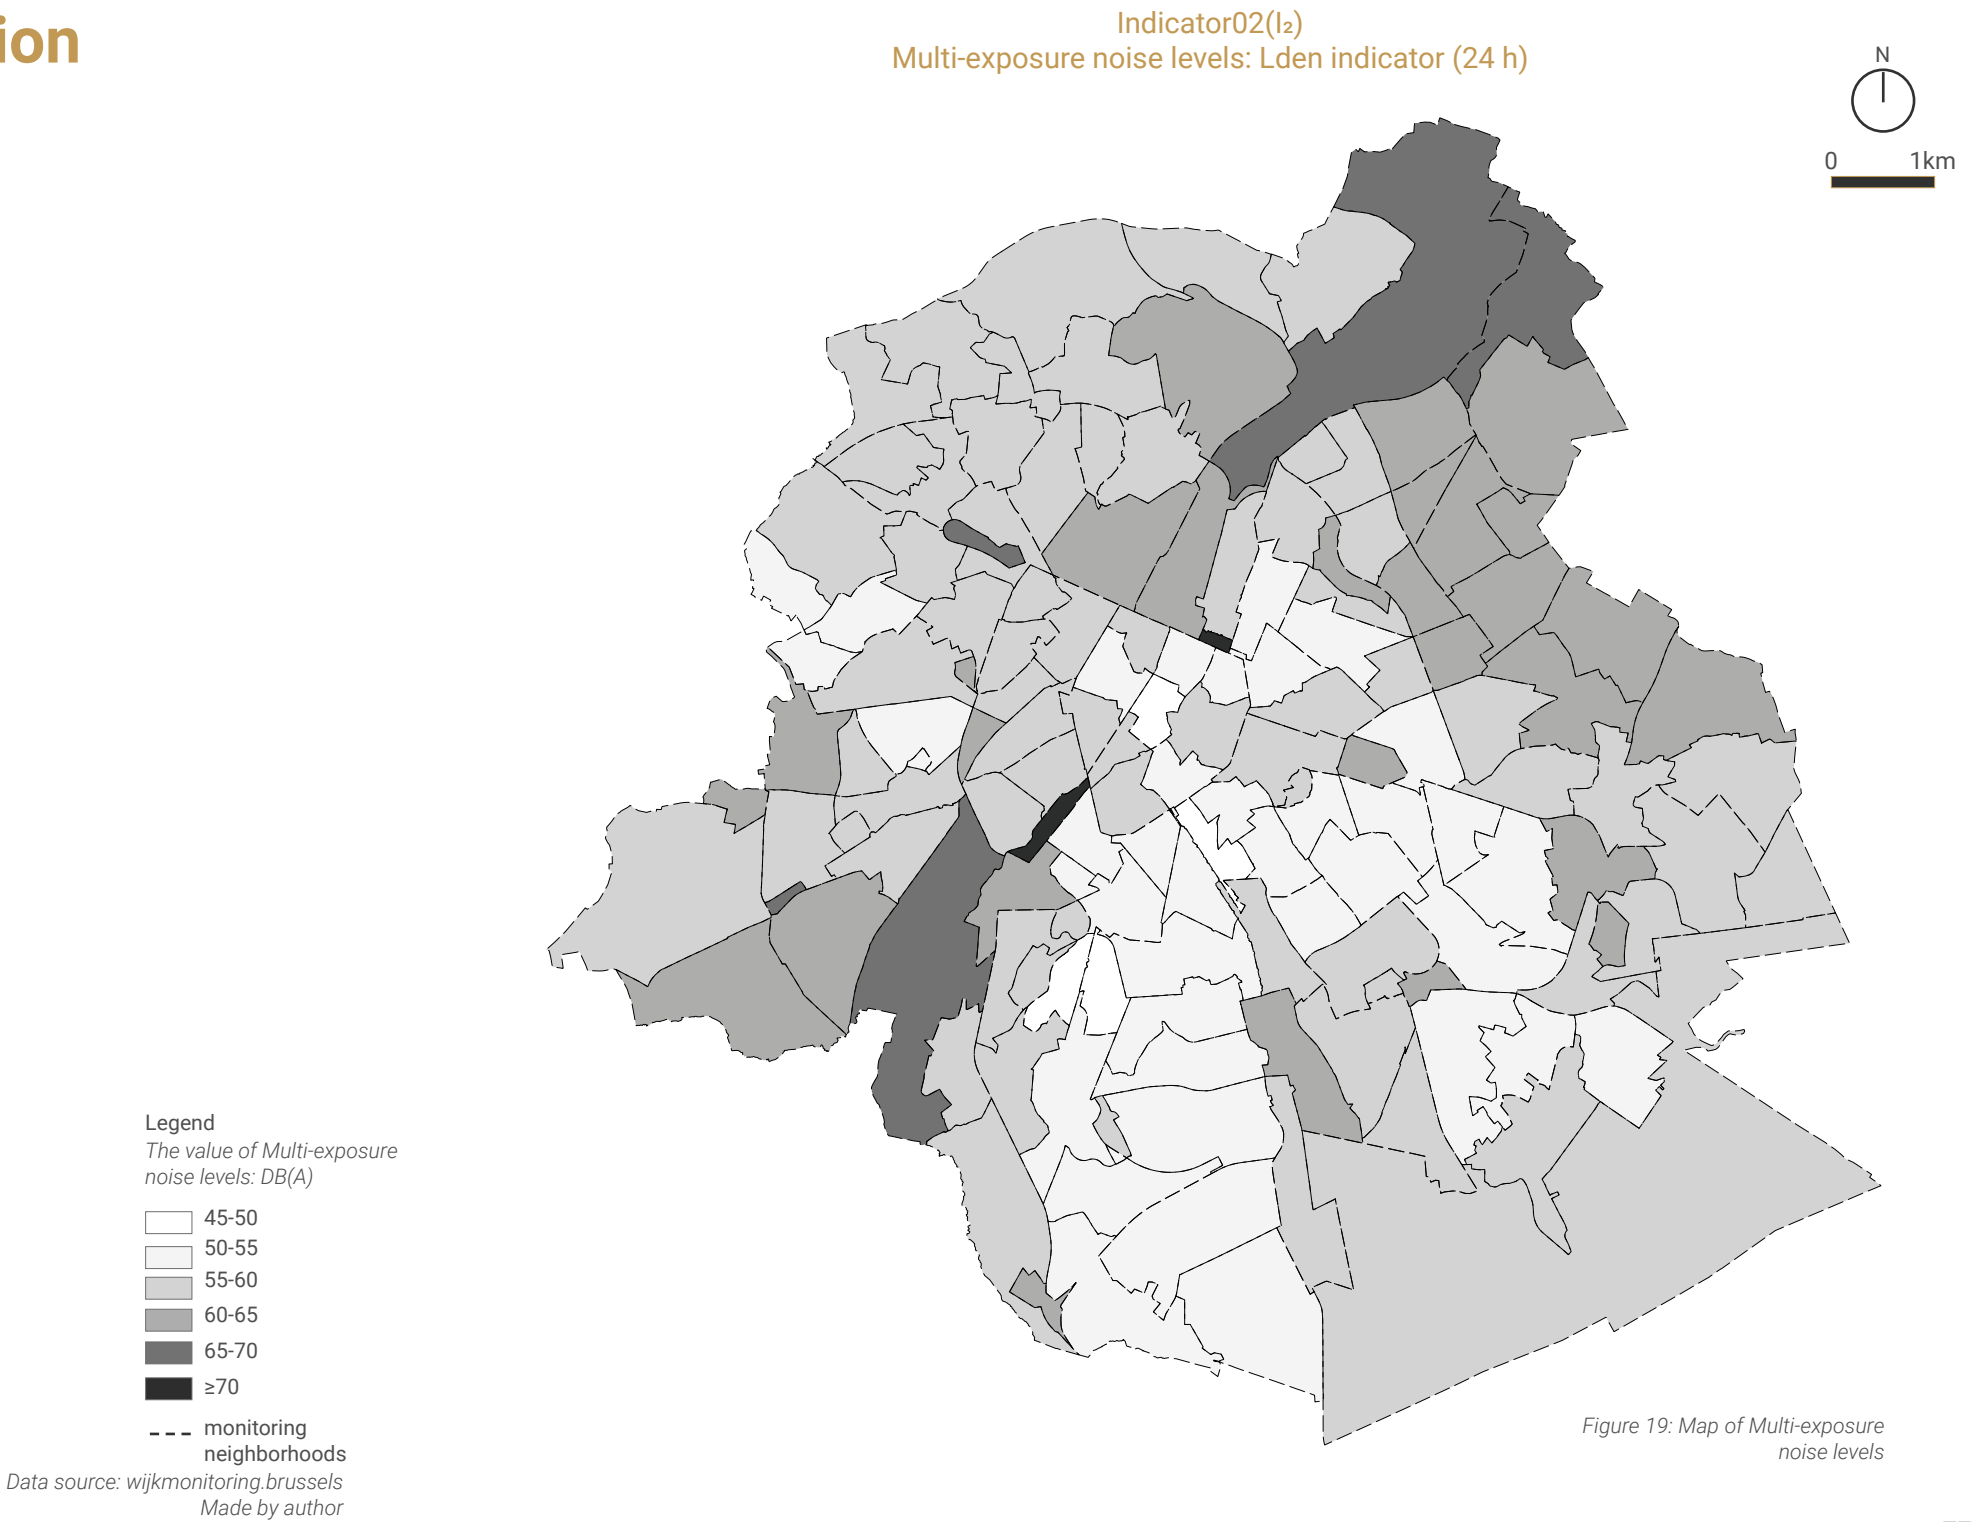 ion
Indicator02(I₂)
Multi-exposure noise levels: Lden indicator (24 h)
N
0 1km
Legend
The value of Multi-exposure
noise levels: DB(A)
45-50
50-55
55-60
60-65
65-70
≥70
monitoring
neighborhoods
Data source: wijkmonitoring.brussels
Made by author
Figure 19: Map of Multi-exposure
noise levels